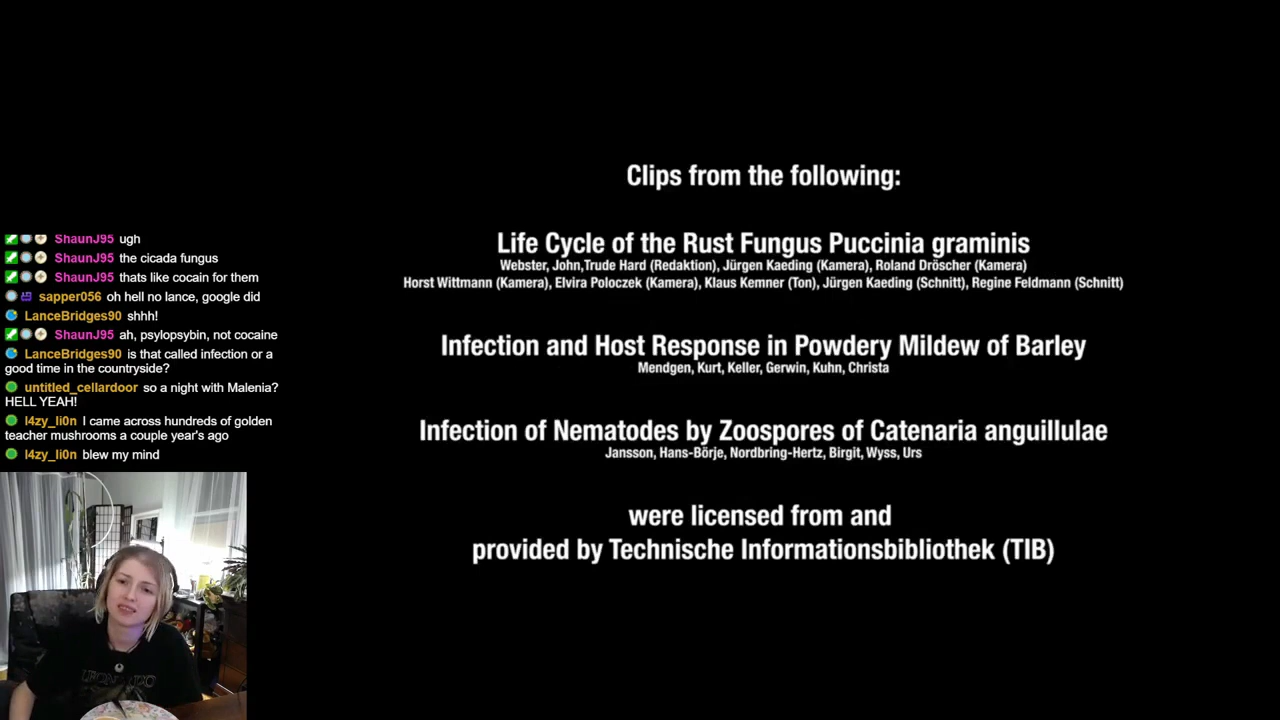 ShaunJ95 ugh
ShaunJ95 the cicada fungus
ShaunJ95 thats like cocain for them
sapper056 oh hell no lance, google did
LanceBridges90 shhh!
ShaunJ95 ah, psylopsybin, not cocaine
LanceBridges90 is that called infection or a
good time in the countryside?
untitled_cellardoor so a night with Malenia?
HELL YEAH!
l4zy_li0n I came across hundreds of golden
teacher mushrooms a couple year's ago
l4zy_li0n blew my mind
Clips from the following:
Life Cycle of the Rust Fungus Puccinia graminis
Webster, John,Trude Hard (Redaktion), Jürgen Kaeding (Kamera), Roland Dröscher (Kamera)
Horst Wittmann (Kamera), Elvira Poloczek (Kamera), Klaus Kemner (Ton), Jürgen Kaeding (Schnitt), Regine Feldmann (Schnitt)
Infection and Host Response in Powdery Mildew of Barley
Mendgen, Kurt, Keller, Gerwin, Kuhn, Christa
Infection of Nematodes by Zoospores of Catenaria anguillulae
Jansson, Hans-Börje, Nordbring-Hertz, Birgit, Wyss, Urs
were licensed from and
provided by Technische Informationsbibliothek (TIB)